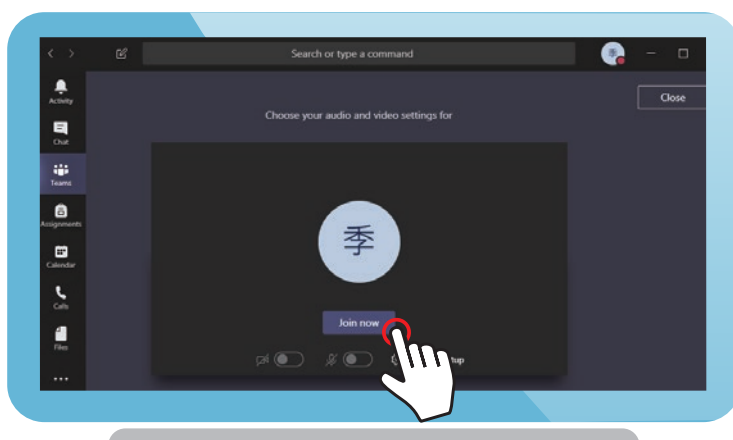 Search or type a command
季
Activity
Close
Choose your audio and video settings for
Chat
Teams
季
Assignments
Calendar
Join now
Calls
Files